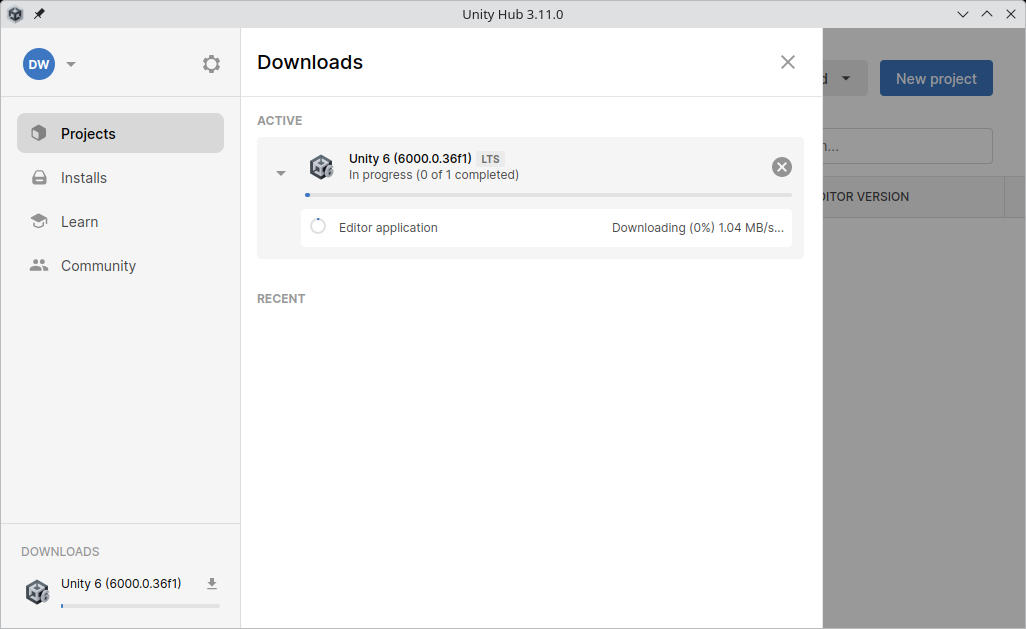 Unity Hub 3.11.0
DW
Projects
Installs
Learn
Community
DOWNLOADS
Unity 6 (6000.0.36f1)
Downloads
ACTIVE
Unity 6 (6000.0.36f1) LTS
In progress (0 of 1 completed)
Editor application
Downloading (0%) 1.04 MB/s...
RECENT
New project